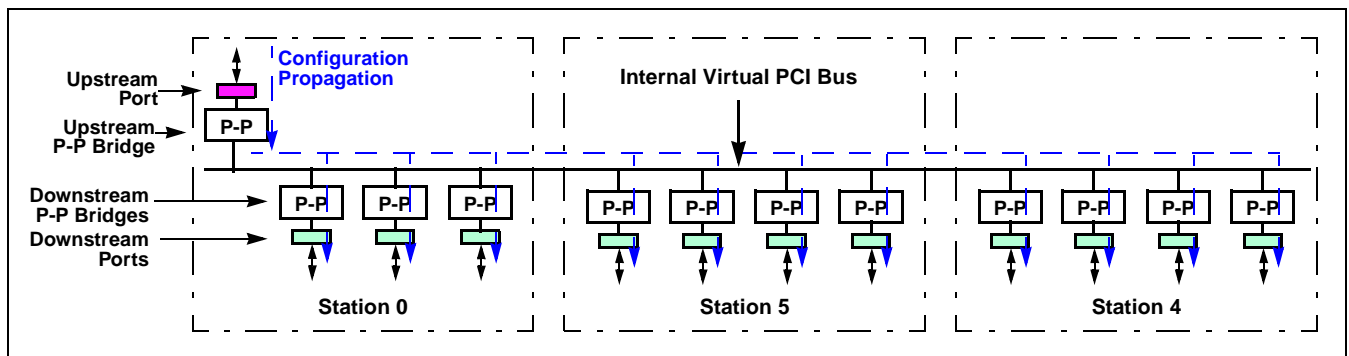 Configuration
Propagation
Internal Virtual PCI Bus
Upstream
Port
P-P
Upstream
P-P Bridge
Downstream
P-P Bridges
P-P P-P P-P P-P P-P P-P P-P P-P P-P P-P P-P
Downstream
Ports
Station 0
Station 5
Station 4